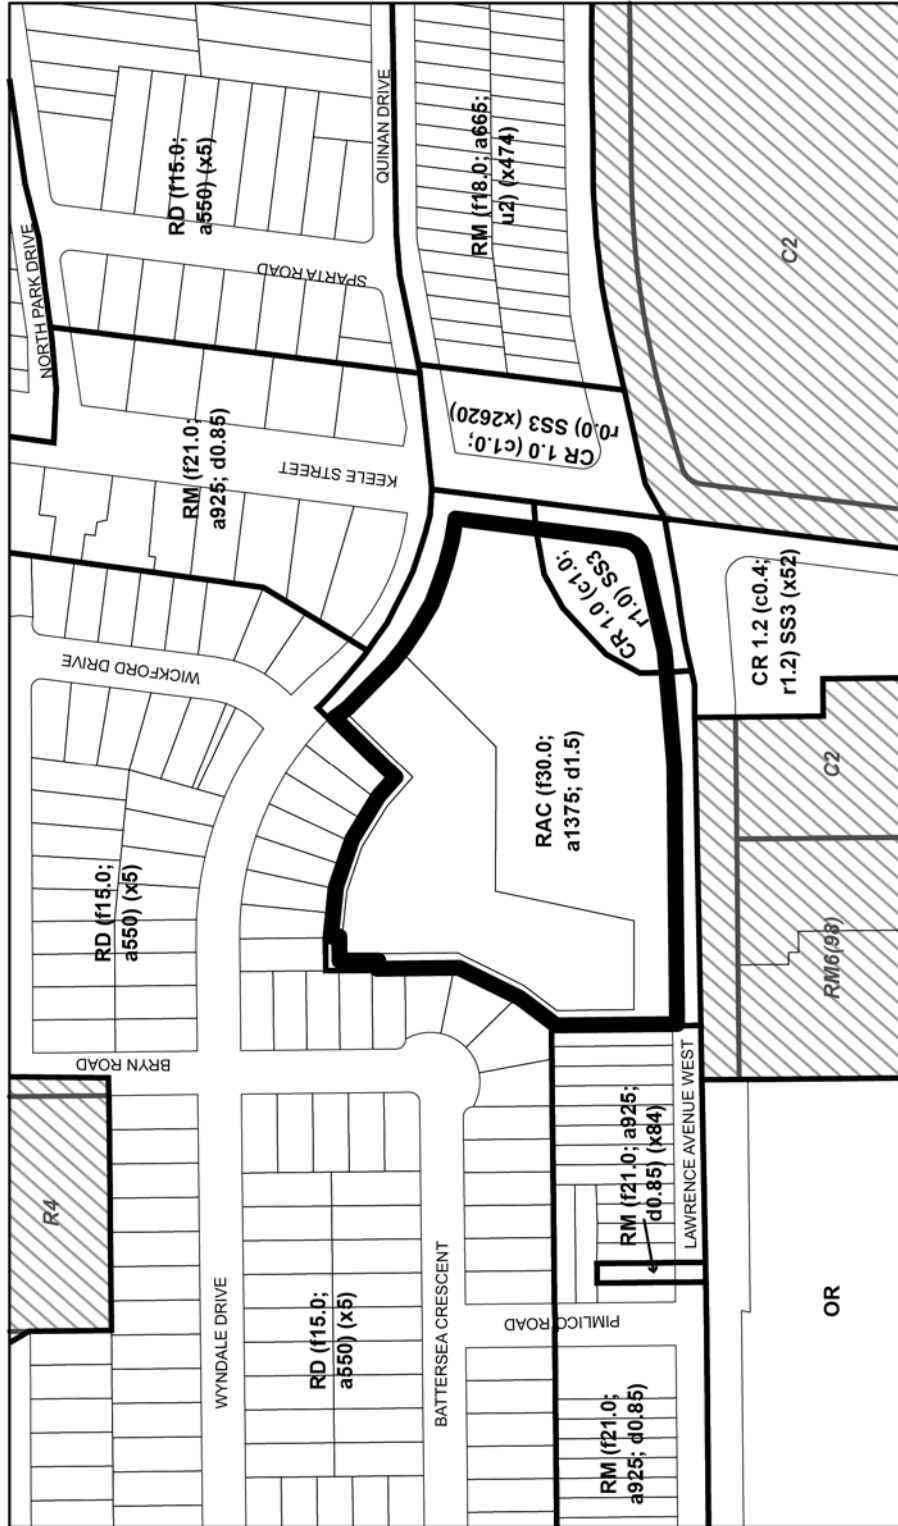 NORTH PARK DRIVE
RD (f15.0;
a550) (x5)
QUINAN DRIVE
SPARTA ROAD
RM (f18.0; a665;
u2) (x474)
C2
RM (f21.0;
a925; d0.85)
KEELE STREET
CR 1.0 (c1.0;
r0.0) SS3 (x2620)
WICKFORD DRIVE
CR 1.0 (c1.0;
r1.0) SS3
CR 1.2 (c0.4;
r1.2) SS3 (x52)
RAC (f30.0;
a1375; d1.5)
C2
RD (f15.0;
a550) (x5)
RM6(98)
BRYN ROAD
R4
WYNDALE DRIVE
RD (f15.0;
a550) (x5)
BATTERSEA CRESCENT
RM (f21.0; a925;
d0.85) (x84)
LAWRENCE AVENUE WEST
PIMLICO ROAD
OR
RM (f21.0;
a925; d0.85)